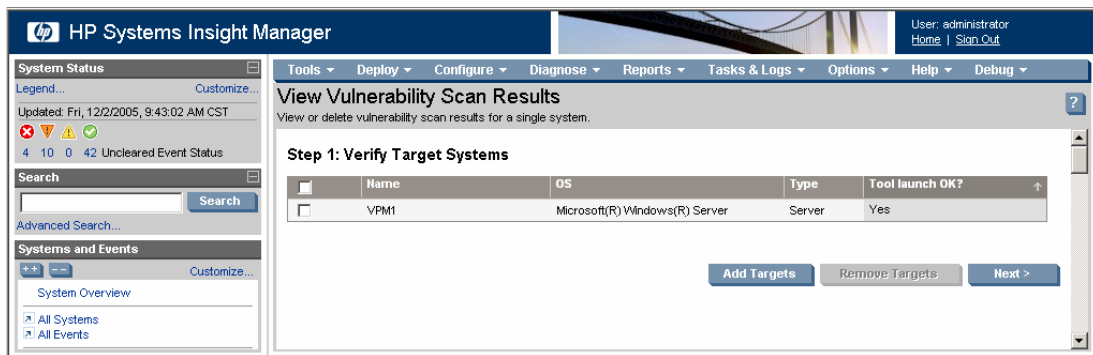 hp HP Systems Insight Manager
User: administrator
Home | Sign Out
System Status
Legend... Customize...
Updated: Fri, 12/2/2005, 9:43:02 AM CST
4 10 0 42 Uncleared Event Status
Search
Search
Advanced Search...
Systems and Events
++ -- Customize...
System Overview
All Systems
All Events
Tools Deploy Configure Diagnose Reports Tasks & Logs Options Help Debug
View Vulnerability Scan Results
?
View or delete vulnerability scan results for a single system.
Step 1: Verify Target Systems
Name OS Type Tool launch OK?
VPM1 Microsoft(R) Windows(R) Server Server Yes
Add Targets Remove Targets Next >